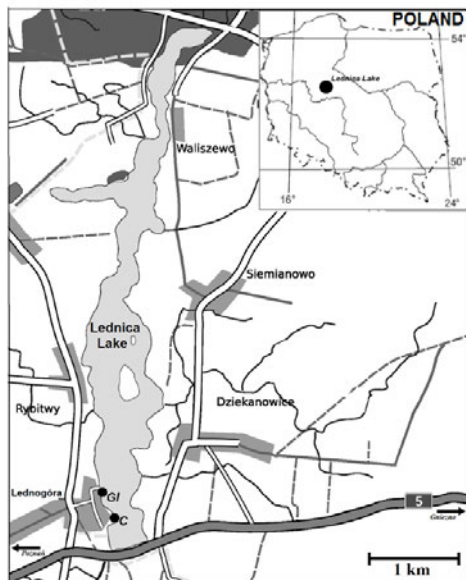 POLAND
54°
Lednica Lake
50°
16°
24°
Waliszewo
Siemianowo
Lednica
Lake
Rybitwy
Dziekanowice
Lednogóra
GI
C
5
Gniezno
Poznań
1 km